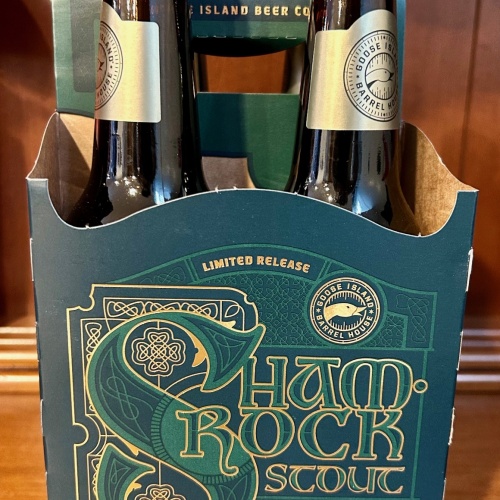 ISLAND BEER CO
GOOSE ISLAND
BARREL HOUSE
LIMITED RELEASE
GOOSE ISLAND
BARREL HOUSE
SHAM-
ROCK
STOUT